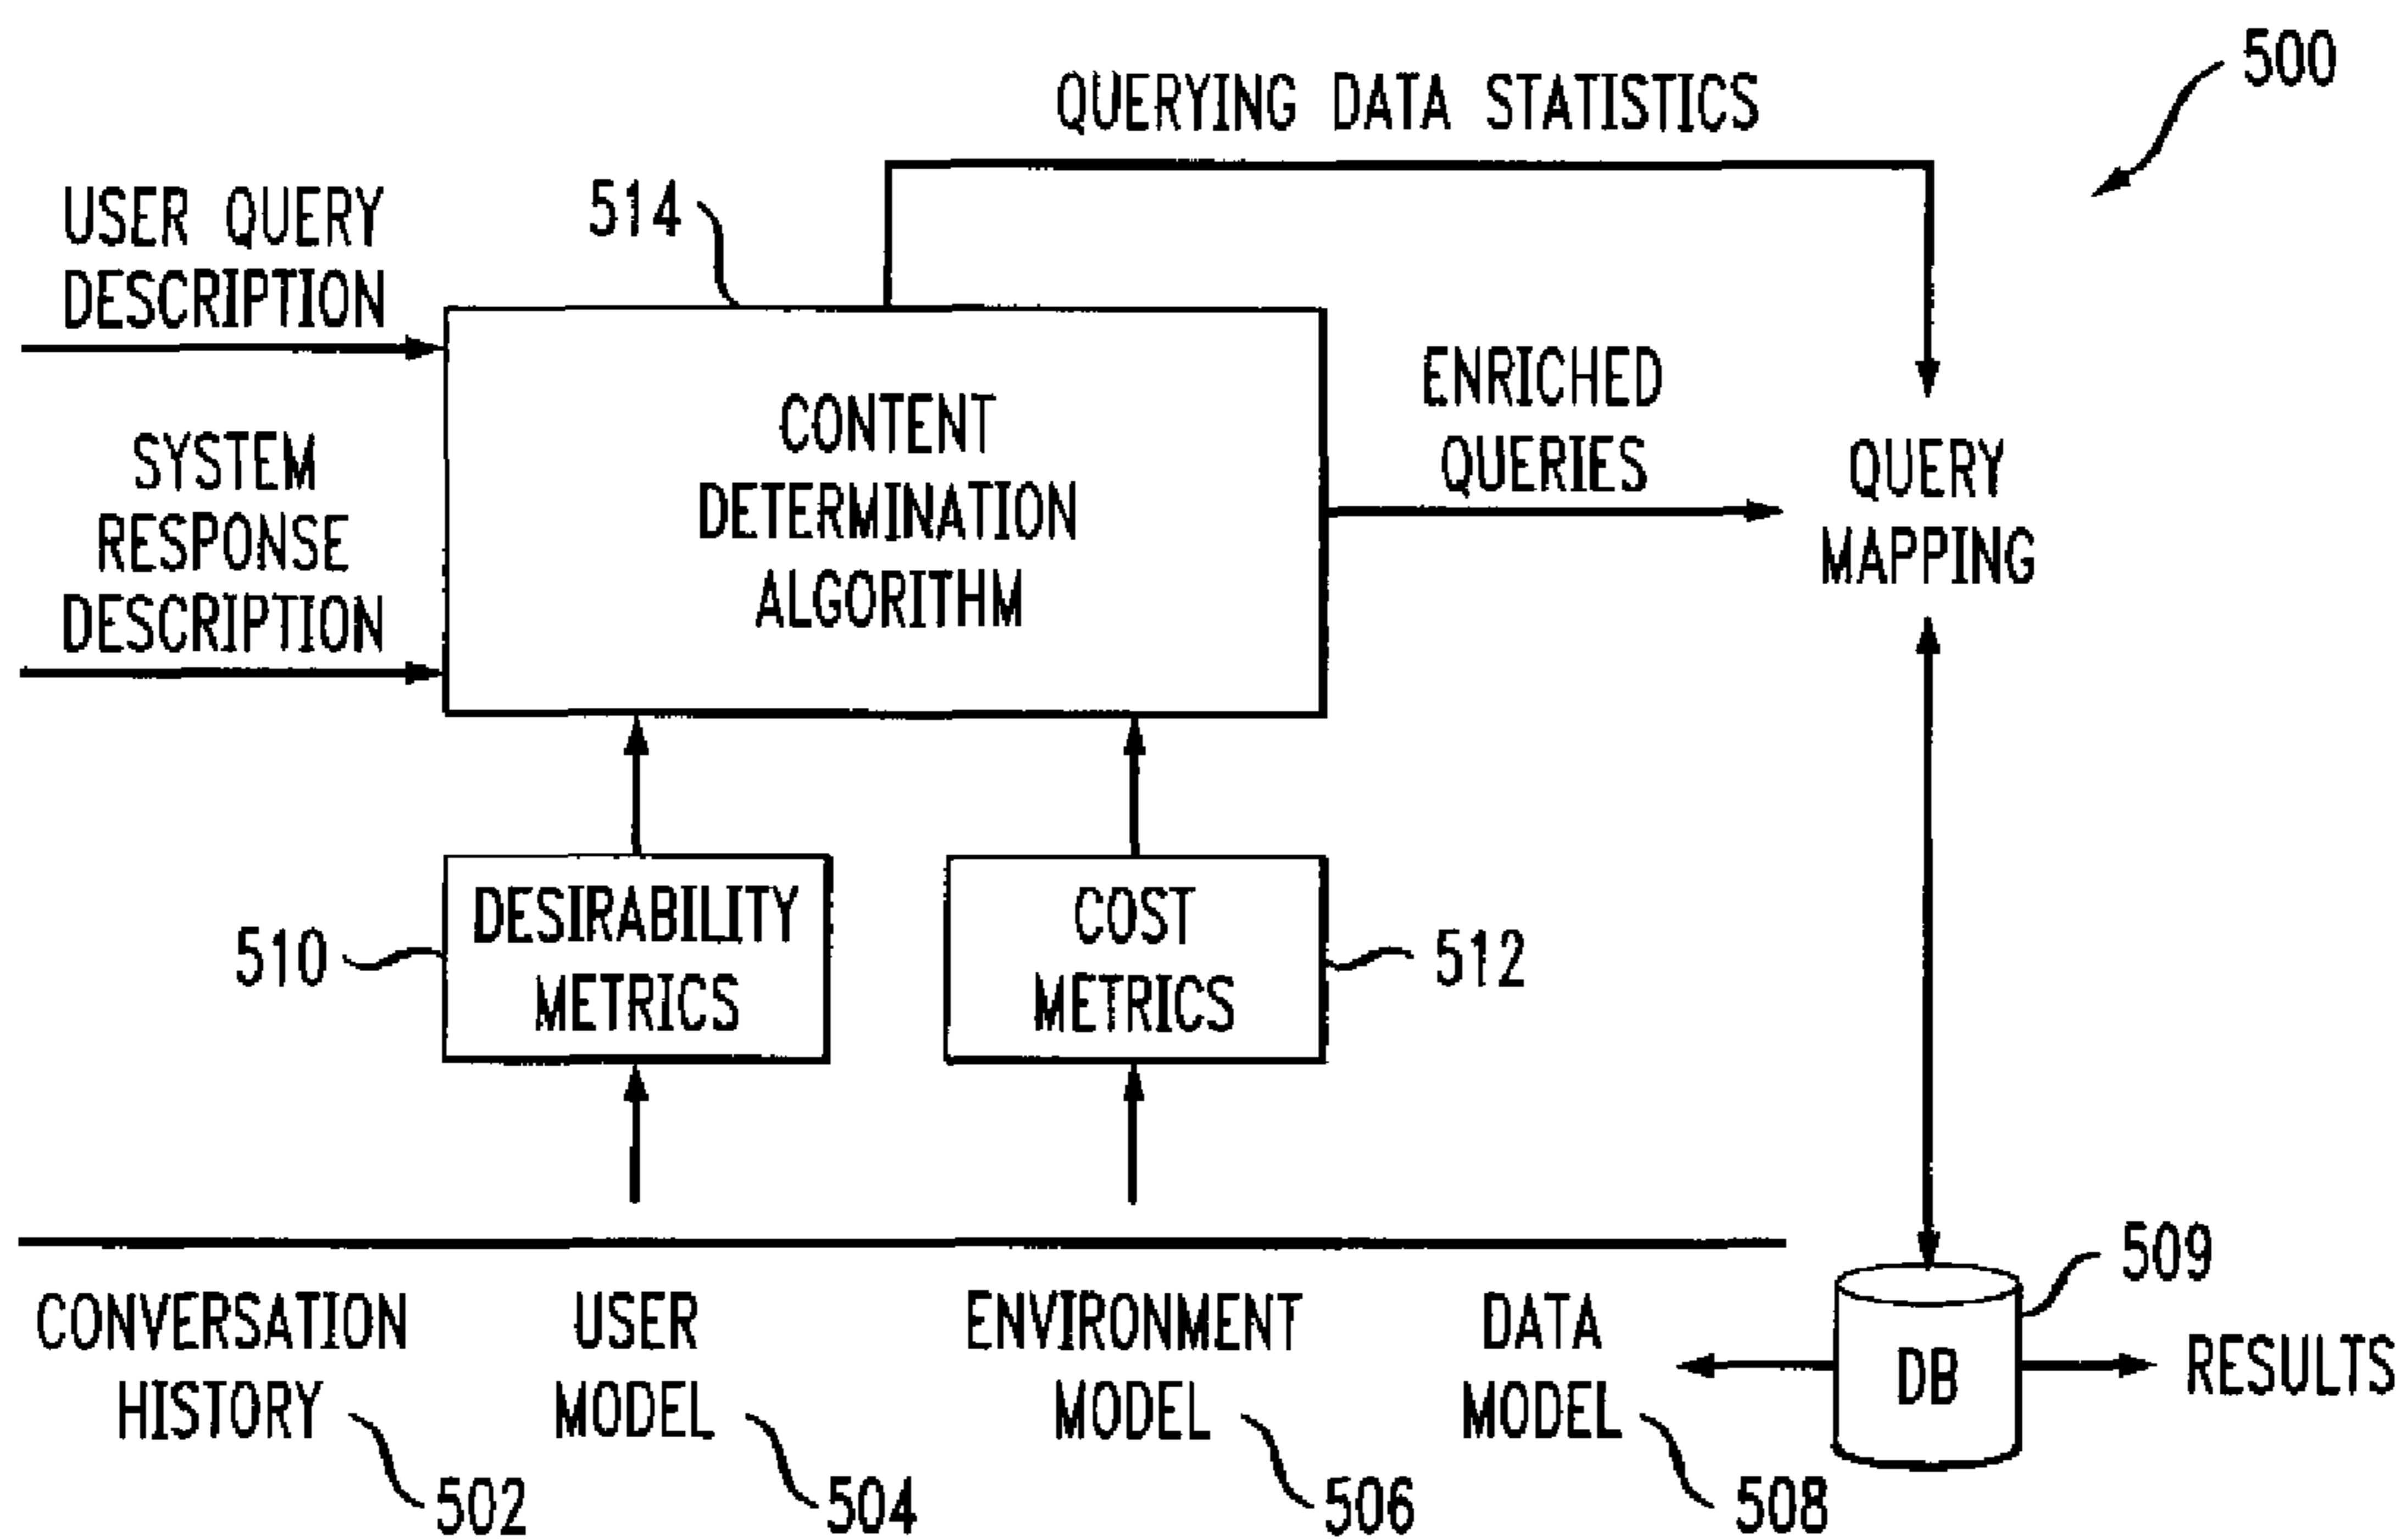 500
QUERYING DATA STATISTICS
514
USER QUERY
DESCRIPTION
SYSTEM
RESPONSE
DESCRIPTION
CONTENT
DETERMINATION
ALGORITHM
ENRICHED
QUERIES
QUERY
MAPPING
510
DESIRABILITY
METRICS
COST
METRICS
512
CONVERSATION
HISTORY
502
USER
MODEL
504
ENVIRONMENT
MODEL
506
DATA
MODEL
508
DB
509
RESULTS